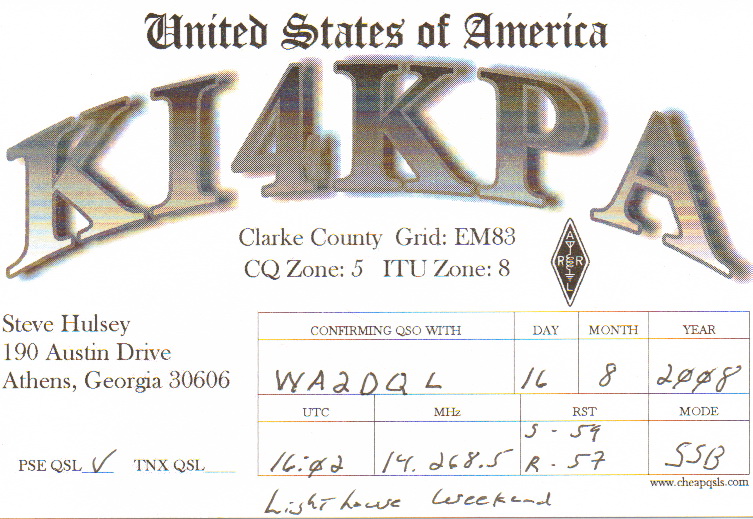 United States of America
KI4KPA
Clarke County Grid: EM83
CQ Zone: 5 ITU Zone: 8
ARRL
Steve Hulsey
190 Austin Drive
Athens, Georgia 30606
CONFIRMING QSO WITH DAY MONTH YEAR
WA2DQL 16 8 2008
UTC MHz RST MODE
S - 59
16:02 14.268.5 R - 57 SSB
PSE QSL ✓ TNX QSL
www.cheapqsls.com
Lighthouse Weekend